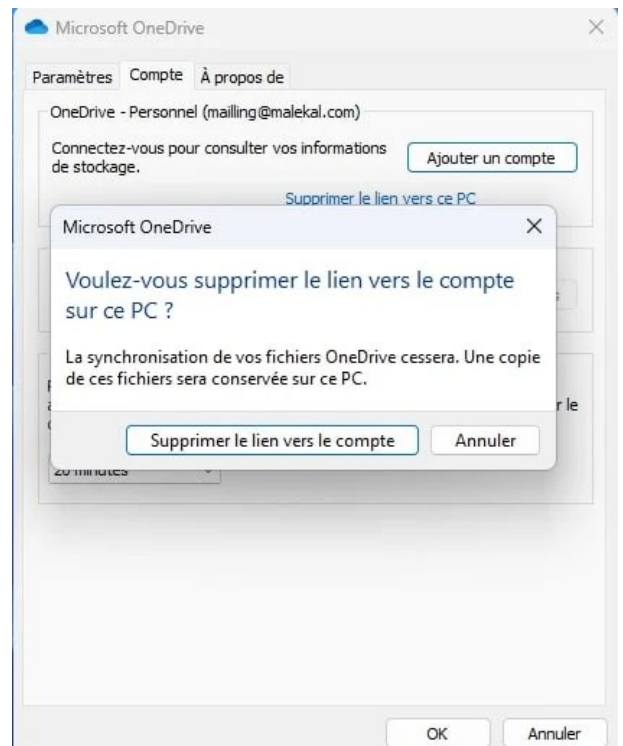 Microsoft OneDrive
Paramètres Compte À propos de
OneDrive - Personnel (mailling@malekal.com)
Connectez-vous pour consulter vos informations
de stockage.
Ajouter un compte
Supprimer le lien vers ce PC
Microsoft OneDrive
Voulez-vous supprimer le lien vers le compte
sur ce PC ?
La synchronisation de vos fichiers OneDrive cessera. Une copie
de ces fichiers sera conservée sur ce PC.
r le
Supprimer le lien vers le compte Annuler
20 minutes
OK Annuler